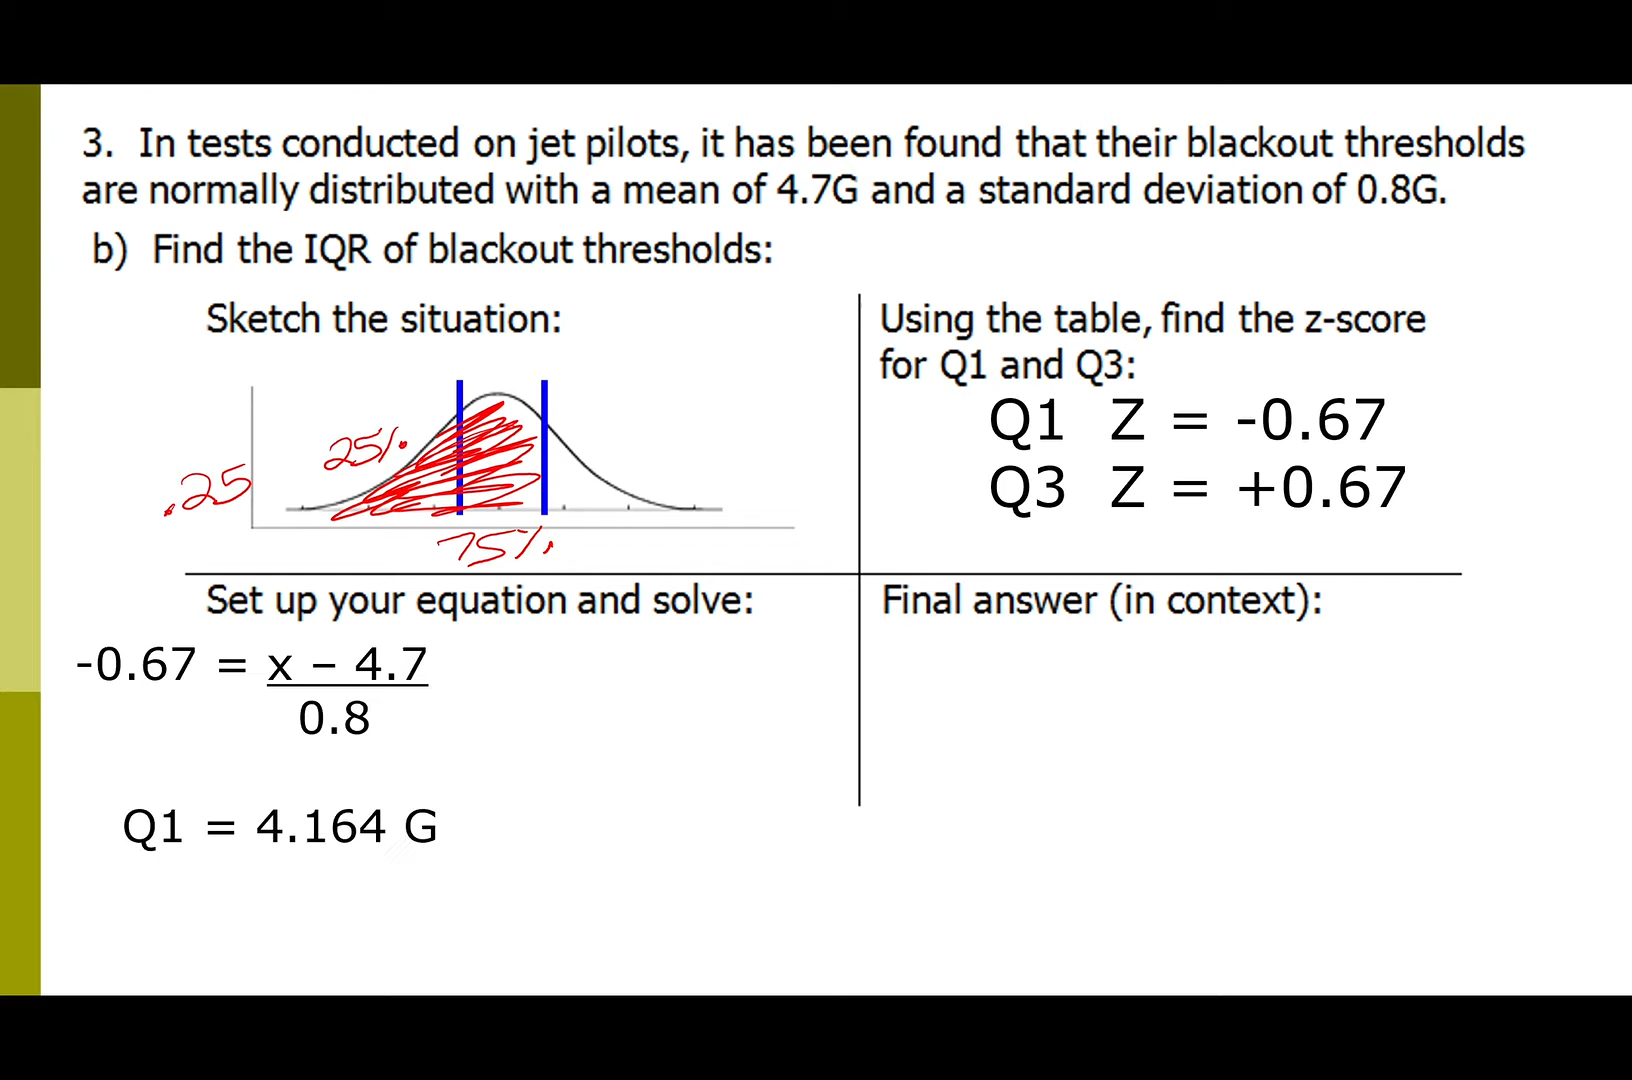 3. In tests conducted on jet pilots, it has been found that their blackout thresholds
are normally distributed with a mean of 4.7G and a standard deviation of 0.8G.
b) Find the IQR of blackout thresholds:
Sketch the situation:
25%
.25
75%
Using the table, find the z-score
for Q1 and Q3:
Q1 Z = -0.67
Q3 Z = +0.67
Set up your equation and solve:
-0.67 = x – 4.7
0.8
Q1 = 4.164 G
Final answer (in context):